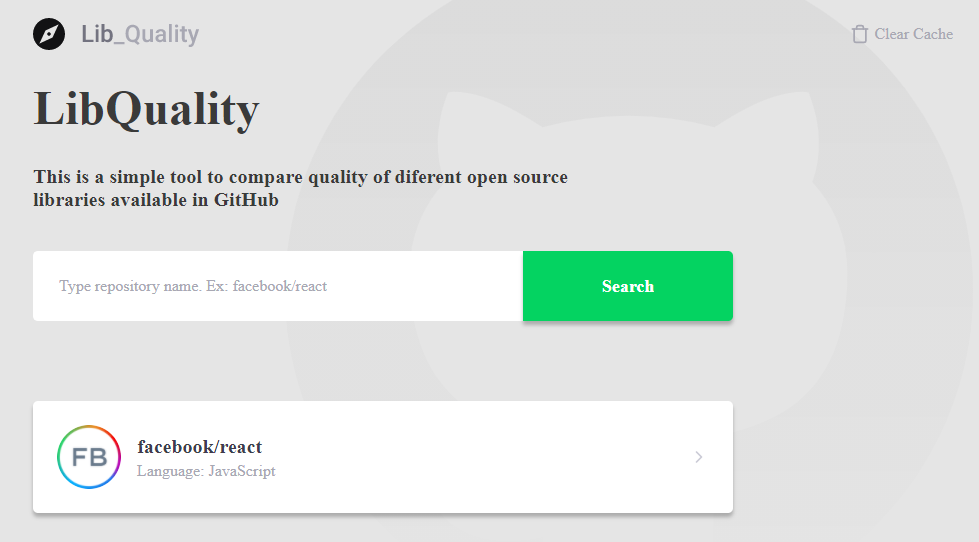 Lib_Quality
Clear Cache
LibQuality
This is a simple tool to compare quality of diferent open source
libraries available in GitHub
Type repository name. Ex: facebook/react
Search
FB
facebook/react
Language: JavaScript